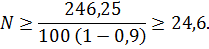 N ≥ 246,25 / 100 (1 − 0,9) ≥ 24,6.